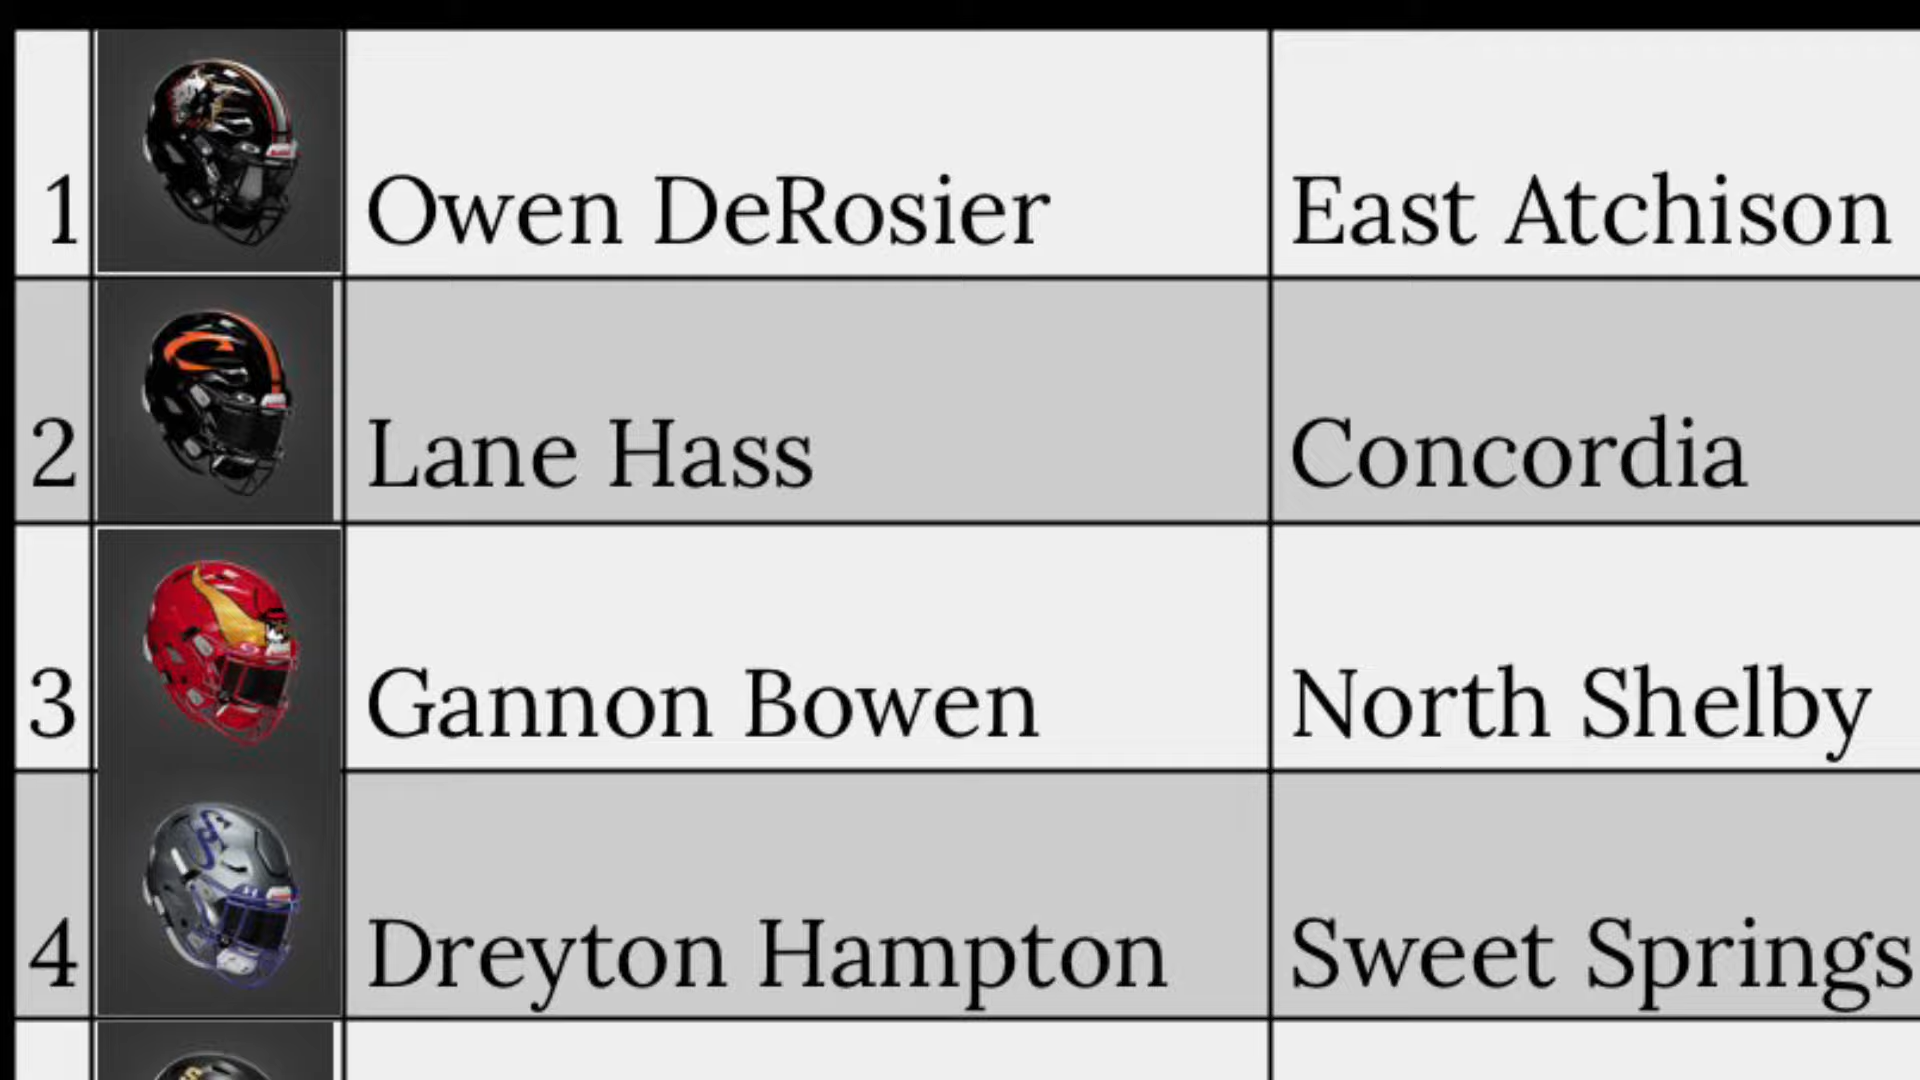 1 Owen DeRosier East Atchison
2 Lane Hass Concordia
3 Gannon Bowen North Shelby
4 Dreyton Hampton Sweet Springs